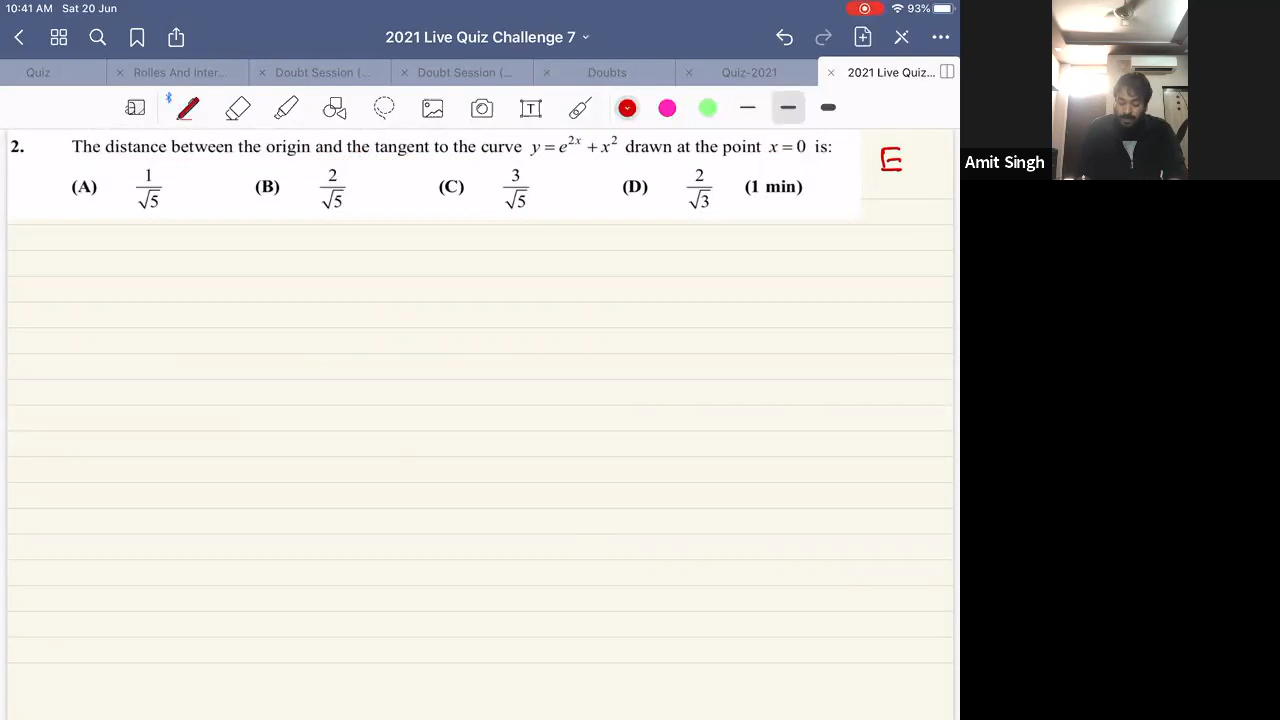 10:41 AM Sat 20 Jun 93%
2021 Live Quiz Challenge 7
Quiz Rolles And Inter... Doubt Session (... Doubt Session (... Doubts Quiz-2021 2021 Live Quiz...
2. The distance between the origin and the tangent to the curve y = e^{2x} + x^2 drawn at the point x = 0 is: E
(A) 1/√5 (B) 2/√5 (C) 3/√5 (D) 2/√3 (1 min)
Amit Singh